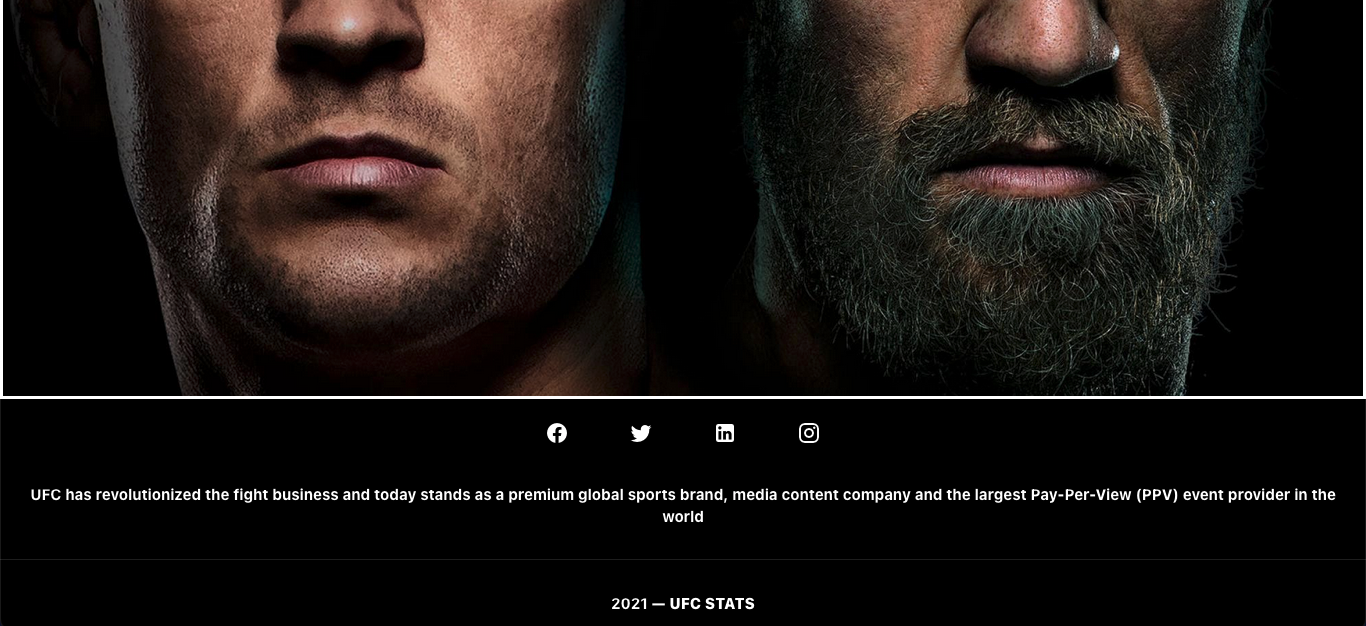 UFC has revolutionized the fight business and today stands as a premium global sports brand, media content company and the largest Pay-Per-View (PPV) event provider in the
world
2021 — UFC STATS